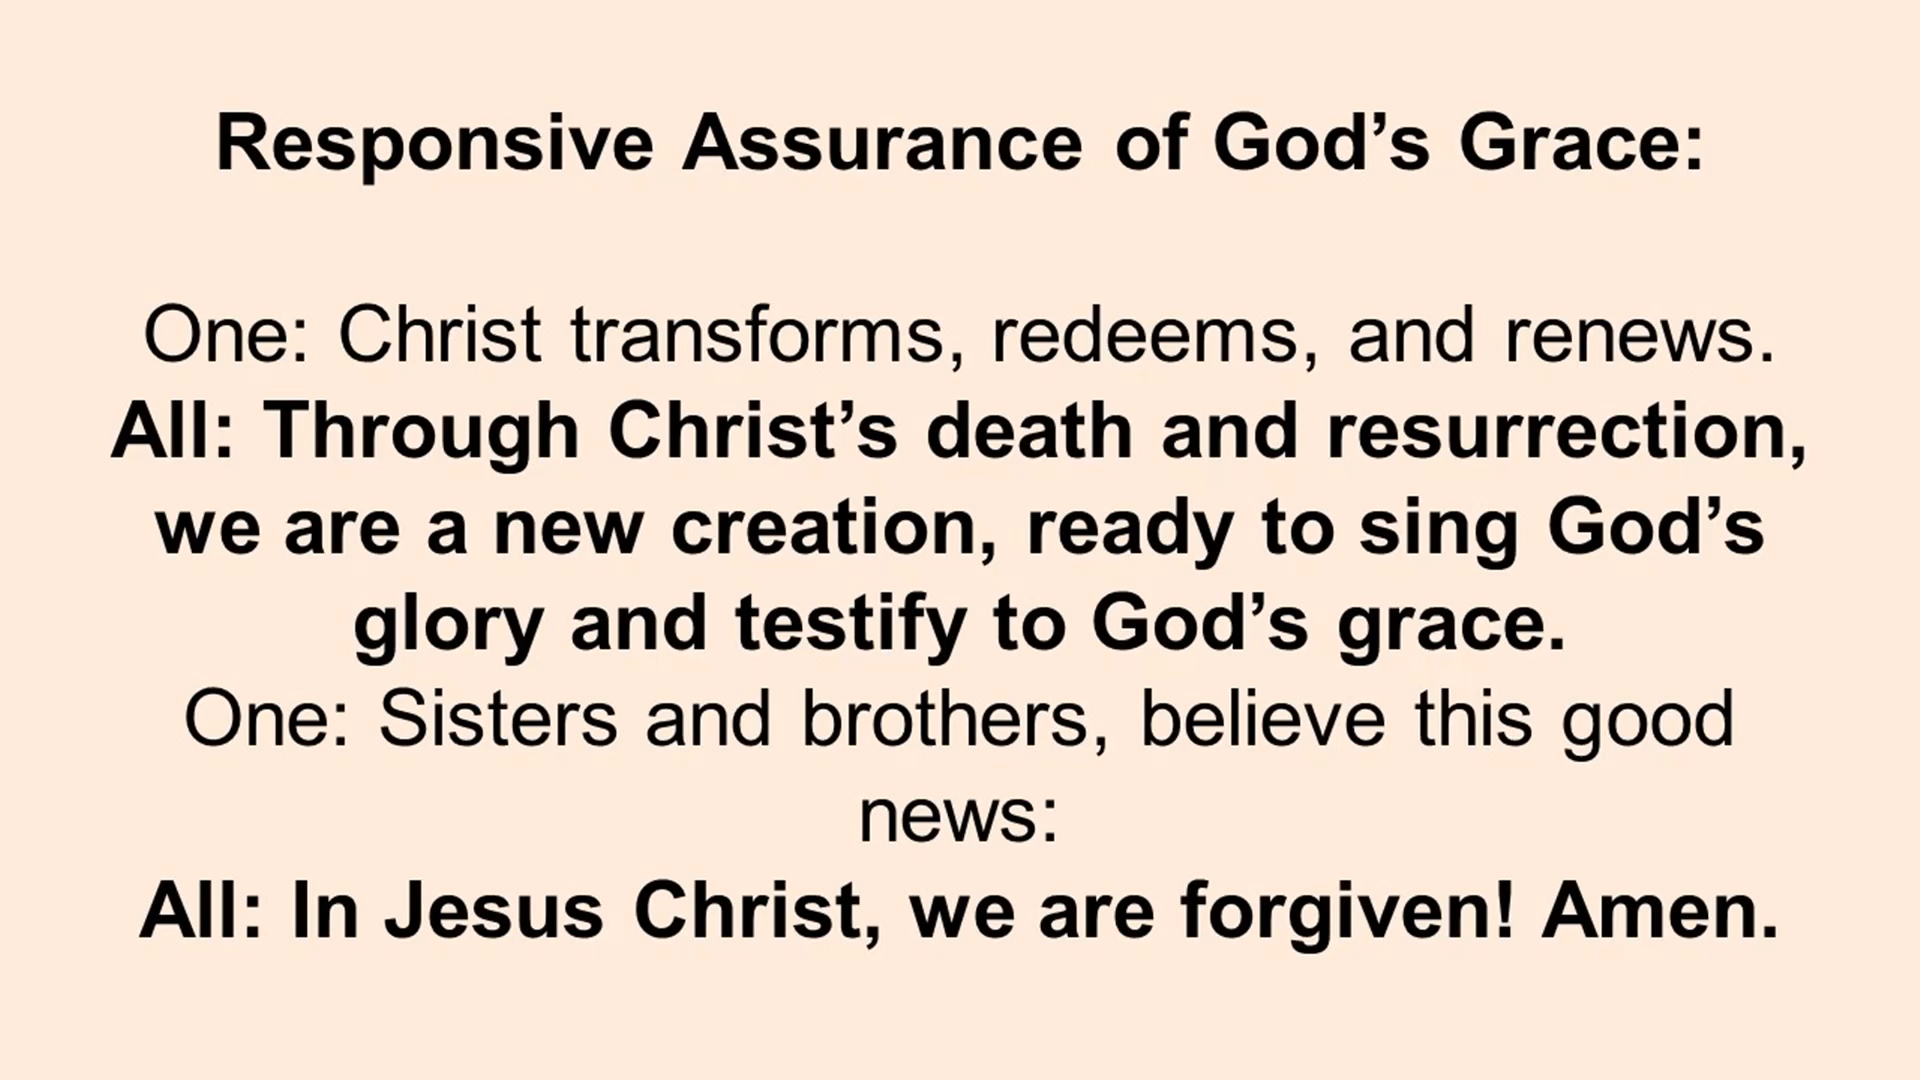 Responsive Assurance of God’s Grace:
One: Christ transforms, redeems, and renews.
All: Through Christ’s death and resurrection,
we are a new creation, ready to sing God’s
glory and testify to God’s grace.
One: Sisters and brothers, believe this good
news:
All: In Jesus Christ, we are forgiven! Amen.